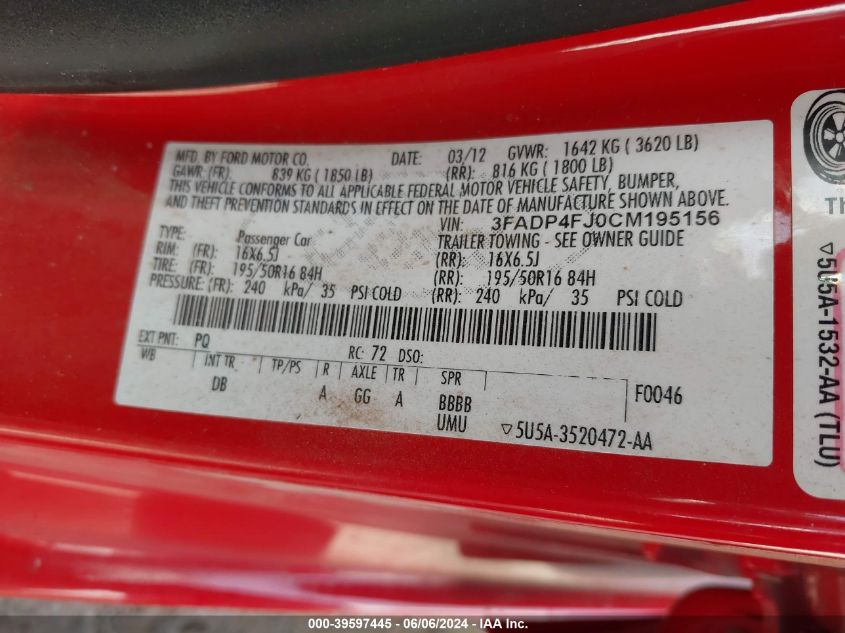 MFD. BY FORD MOTOR CO. DATE: 03/12 GVWR: 1642 KG ( 3620 LB)
GAWR: (FR): 839 KG ( 1850 LB) (RR): 816 KG ( 1800 LB)
THIS VEHICLE CONFORMS TO ALL APPLICABLE FEDERAL MOTOR VEHICLE SAFETY, BUMPER,
AND THEFT PREVENTION STANDARDS IN EFFECT ON THE DATE OF MANUFACTURE SHOWN ABOVE.
VIN: 3FADP4FJ0CM195156
TYPE: Passenger Car TRAILER TOWING - SEE OWNER GUIDE
RIM: (FR): 16X6.5J (RR): 16X6.5J
TIRE: (FR): 195/50R16 84H (RR): 195/50R16 84H
PRESSURE: (FR): 240 kPa/ 35 PSI COLD (RR): 240 kPa/ 35 PSI COLD
EXT PNT: PQ RC: 72 DSO:
WB INT TR TP/PS R AXLE TR SPR
DB A GG A BBBB F0046
UMU ▽5U5A-3520472-AA
▽5U5A-1532-AA (TLU)
000-39597445 - 06/06/2024 - IAA Inc.